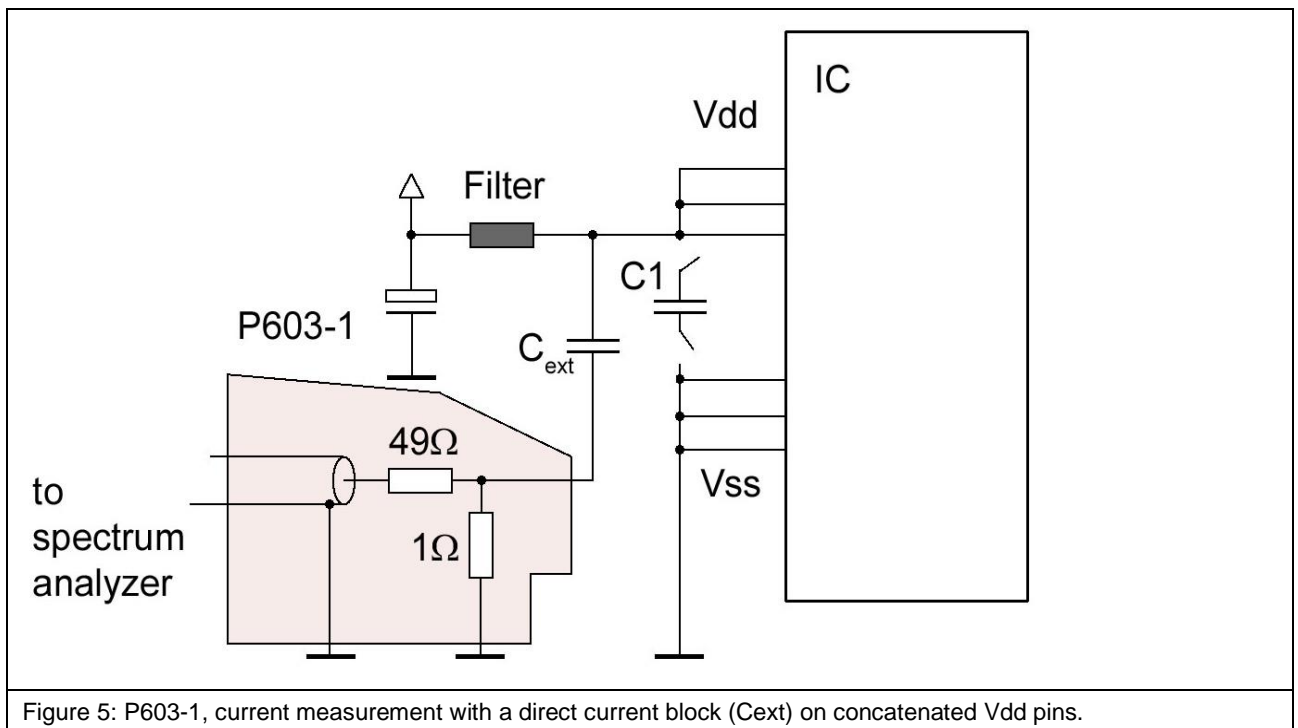 IC
Vdd
Filter
C1
P603-1
Cext
49Ω
Vss
to
spectrum
analyzer
1Ω
Figure 5: P603-1, current measurement with a direct current block (Cext) on concatenated Vdd pins.